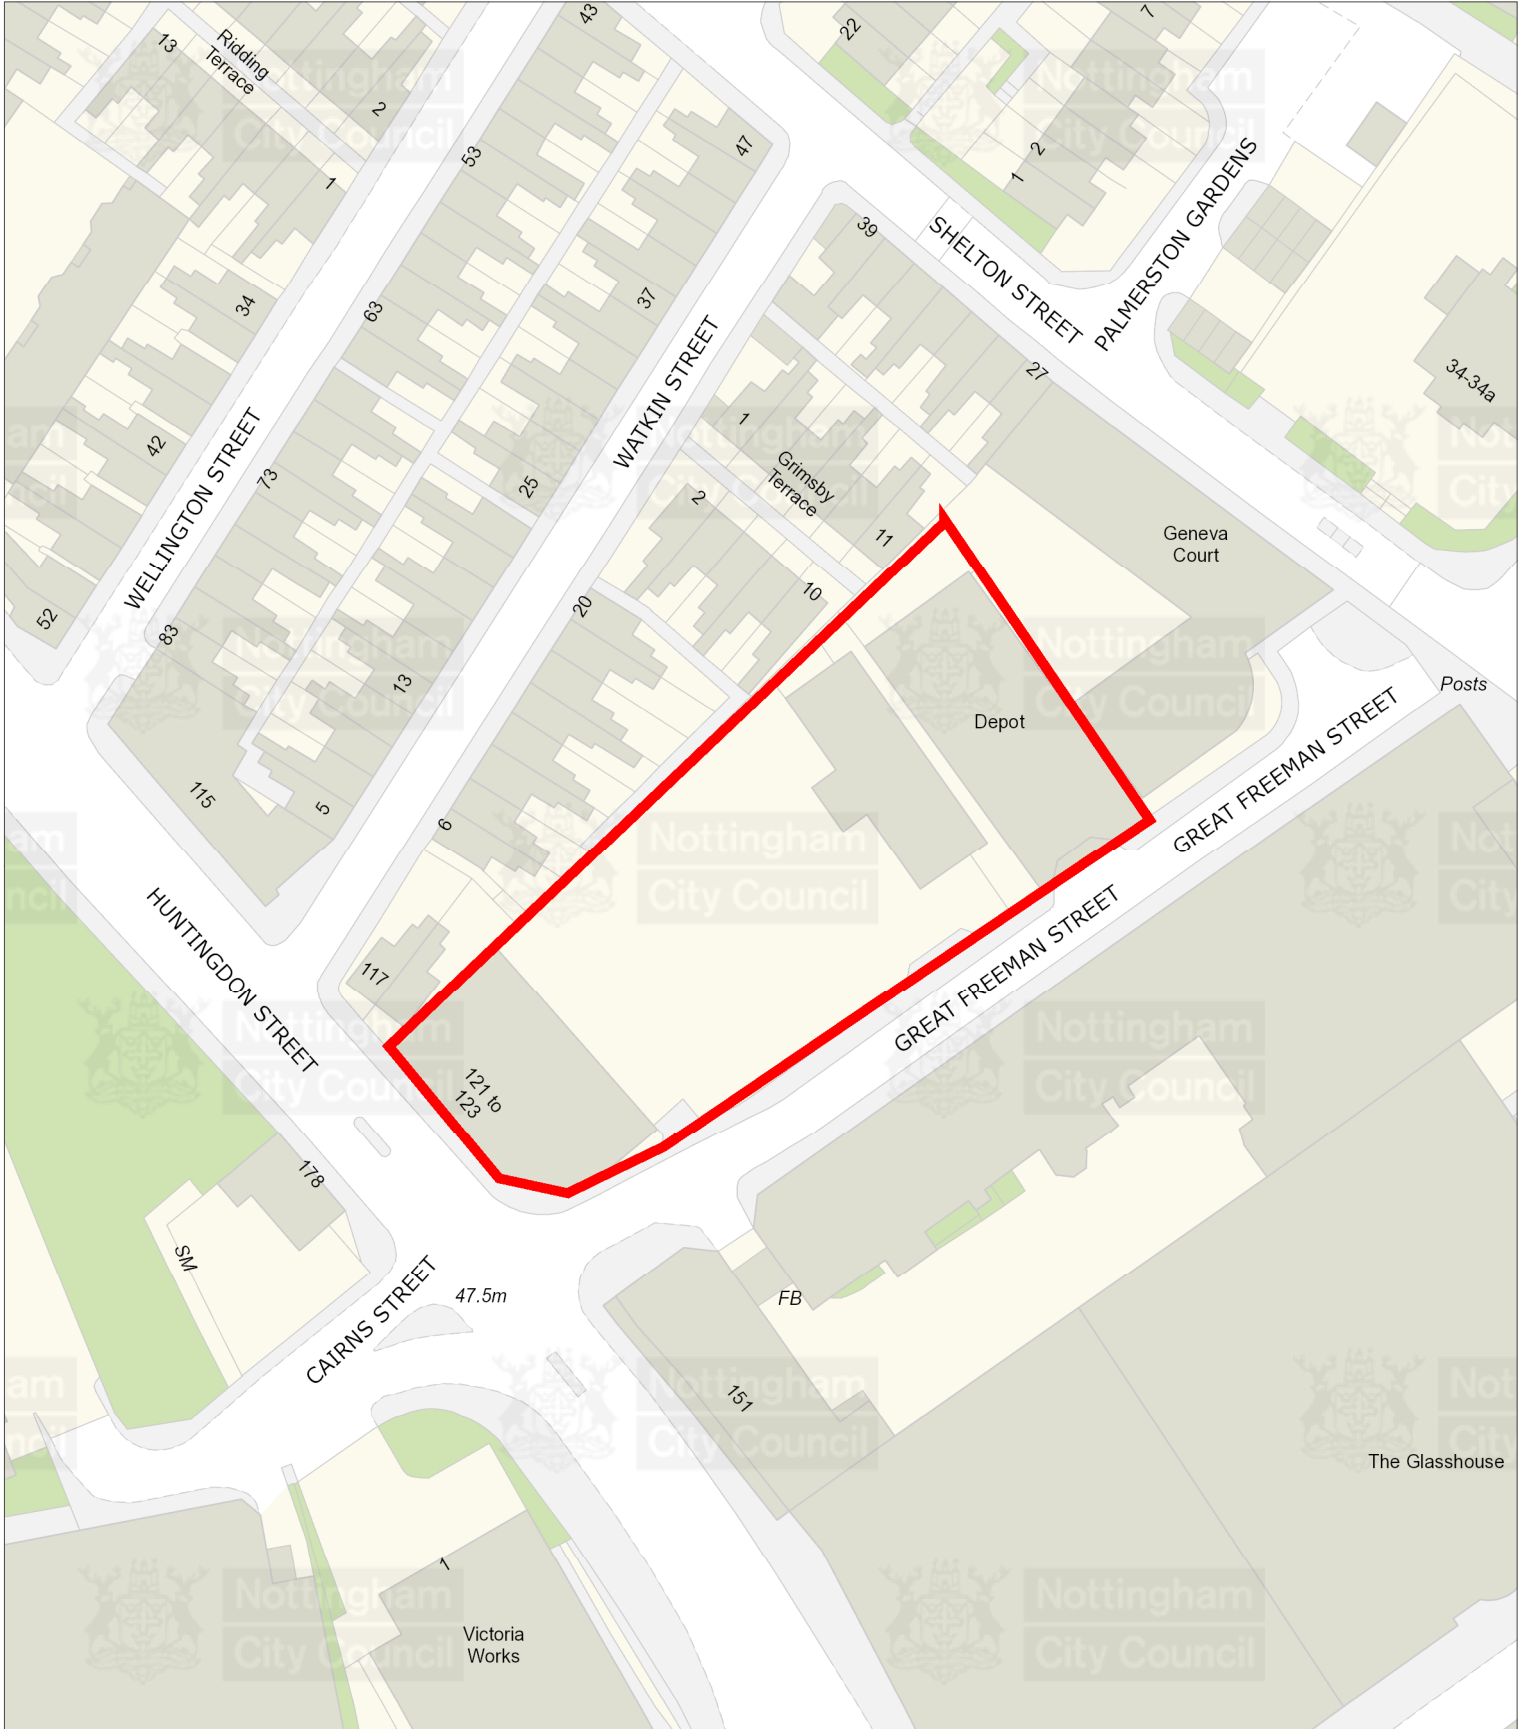 43
22
7
13
Ridding
Terrace
2
53
47
1
2
1
PALMERSTON GARDENS
39
SHELTON STREET
34
63
37
27
34-34a
WATKIN STREET
1
42
WELLINGTON STREET
73
25
Grimsby
Terrace
2
11
Geneva
Court
10
52
83
20
13
Posts
Depot
GREAT FREEMAN STREET
115
5
6
HUNTINGDON STREET
117
GREAT FREEMAN STREET
121 to
123
178
SM
CAIRNS STREET
47.5m
FB
151
The Glasshouse
1
Victoria
Works
Nottingham
City Council